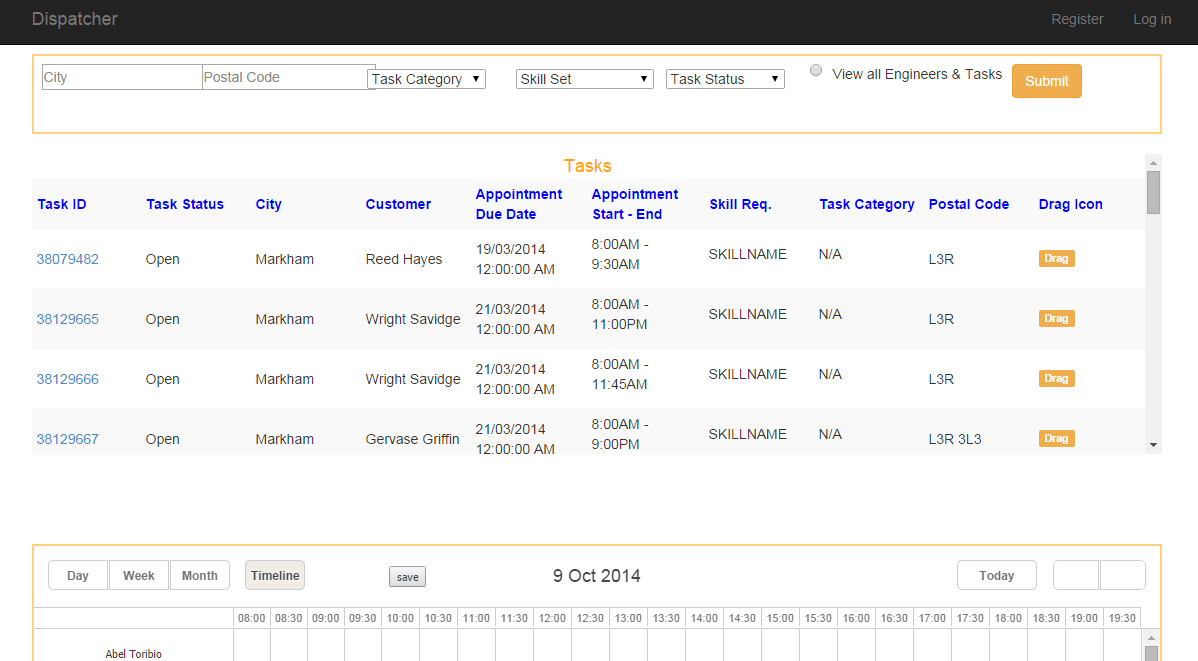 Dispatcher Register Log in
City Postal Code Task Category Skill Set Task Status View all Engineers & Tasks Submit
Tasks
Task ID Task Status City Customer Appointment Due Date Appointment Start - End Skill Req. Task Category Postal Code Drag Icon
38079482 Open Markham Reed Hayes 19/03/2014 12:00:00 AM 8:00AM - 9:30AM SKILLNAME N/A L3R Drag
38129665 Open Markham Wright Savidge 21/03/2014 12:00:00 AM 8:00AM - 11:00PM SKILLNAME N/A L3R Drag
38129666 Open Markham Wright Savidge 21/03/2014 12:00:00 AM 8:00AM - 11:45AM SKILLNAME N/A L3R Drag
38129667 Open Markham Gervase Griffin 21/03/2014 12:00:00 AM 8:00AM - 9:00PM SKILLNAME N/A L3R 3L3 Drag
Day Week Month Timeline save 9 Oct 2014 Today
08:00 08:30 09:00 09:30 10:00 10:30 11:00 11:30 12:00 12:30 13:00 13:30 14:00 14:30 15:00 15:30 16:00 16:30 17:00 17:30 18:00 18:30 19:00 19:30
Abel Toribio